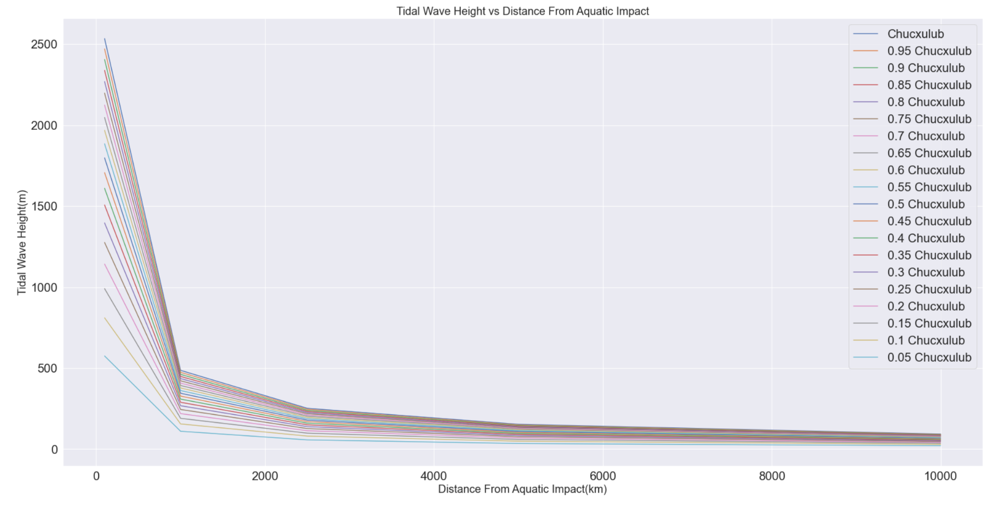 Tidal Wave Height vs Distance From Aquatic Impact
Tidal Wave Height(m)
2500
2000
1500
1000
500
0
0 2000 4000 6000 8000 10000
Distance From Aquatic Impact(km)
Chucxulub
0.95 Chucxulub
0.9 Chucxulub
0.85 Chucxulub
0.8 Chucxulub
0.75 Chucxulub
0.7 Chucxulub
0.65 Chucxulub
0.6 Chucxulub
0.55 Chucxulub
0.5 Chucxulub
0.45 Chucxulub
0.4 Chucxulub
0.35 Chucxulub
0.3 Chucxulub
0.25 Chucxulub
0.2 Chucxulub
0.15 Chucxulub
0.1 Chucxulub
0.05 Chucxulub